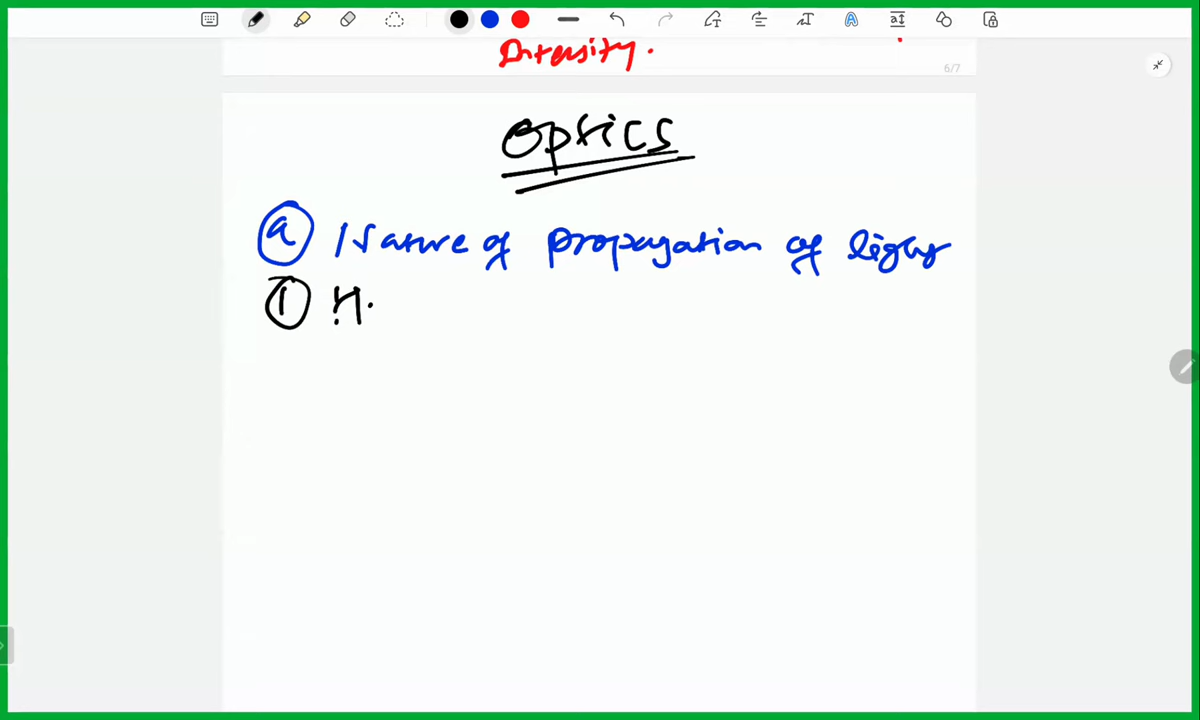 Intensity.
6/7
Optics
a Nature of propagation of light
1 H.